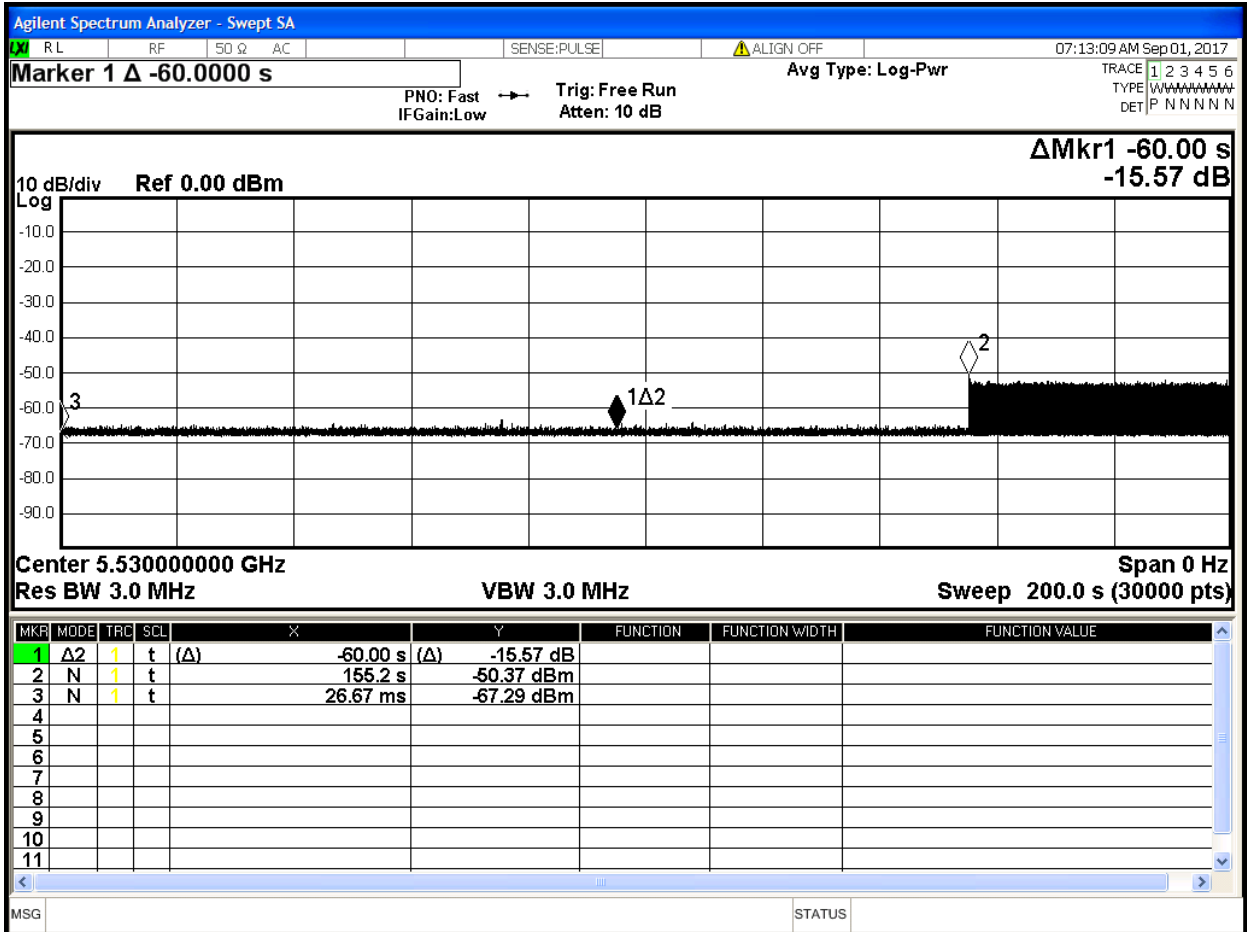 Agilent Spectrum Analyzer - Swept SA
LXI RL RF 50 Ω AC SENSE:PULSE ALIGN OFF 07:13:09 AM Sep 01, 2017
Marker 1 Δ -60.0000 s
PNO: Fast
IFGain:Low
Trig: Free Run
Atten: 10 dB
Avg Type: Log-Pwr
TRACE 1 2 3 4 5 6
TYPE WWWWWW
DET P N N N N N
ΔMkr1 -60.00 s
-15.57 dB
10 dB/div Ref 0.00 dBm
Log
-10.0
-20.0
-30.0
-40.0
-50.0
-60.0
-70.0
-80.0
-90.0
3
1Δ2
2
Center 5.530000000 GHz Span 0 Hz
Res BW 3.0 MHz VBW 3.0 MHz Sweep 200.0 s (30000 pts)
MKR MODE TRC SCL X Y FUNCTION FUNCTION WIDTH FUNCTION VALUE
1 Δ2 1 t (Δ) -60.00 s (Δ) -15.57 dB
2 N 1 t 155.2 s -50.37 dBm
3 N 1 t 26.67 ms -67.29 dBm
4
5
6
7
8
9
10
11
MSG STATUS